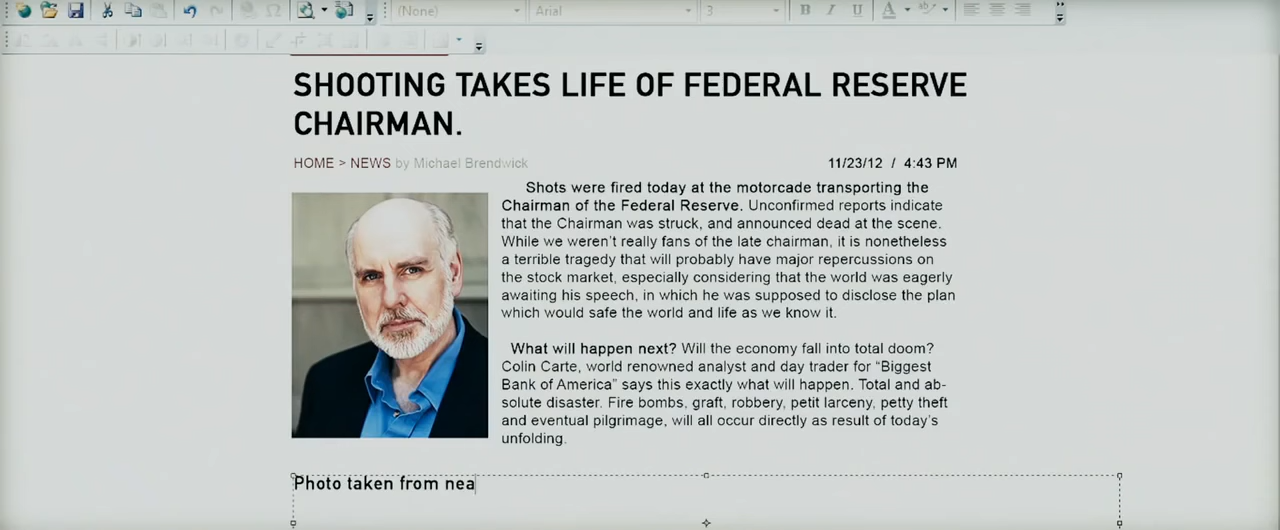 (None) Arial 3 B I U A ab
SHOOTING TAKES LIFE OF FEDERAL RESERVE
CHAIRMAN.
HOME > NEWS by Michael Brendwick 11/23/12 / 4:43 PM
Shots were fired today at the motorcade transporting the
Chairman of the Federal Reserve. Unconfirmed reports indicate
that the Chairman was struck, and announced dead at the scene.
While we weren't really fans of the late chairman, it is nonetheless
a terrible tragedy that will probably have major repercussions on
the stock market, especially considering that the world was eagerly
awaiting his speech, in which he was supposed to disclose the plan
which would safe the world and life as we know it.
What will happen next? Will the economy fall into total doom?
Colin Carte, world renowned analyst and day trader for “Biggest
Bank of America” says this exactly what will happen. Total and ab-
solute disaster. Fire bombs, graft, robbery, petit larceny, petty theft
and eventual pilgrimage, will all occur directly as result of today's
unfolding.
Photo taken from nea